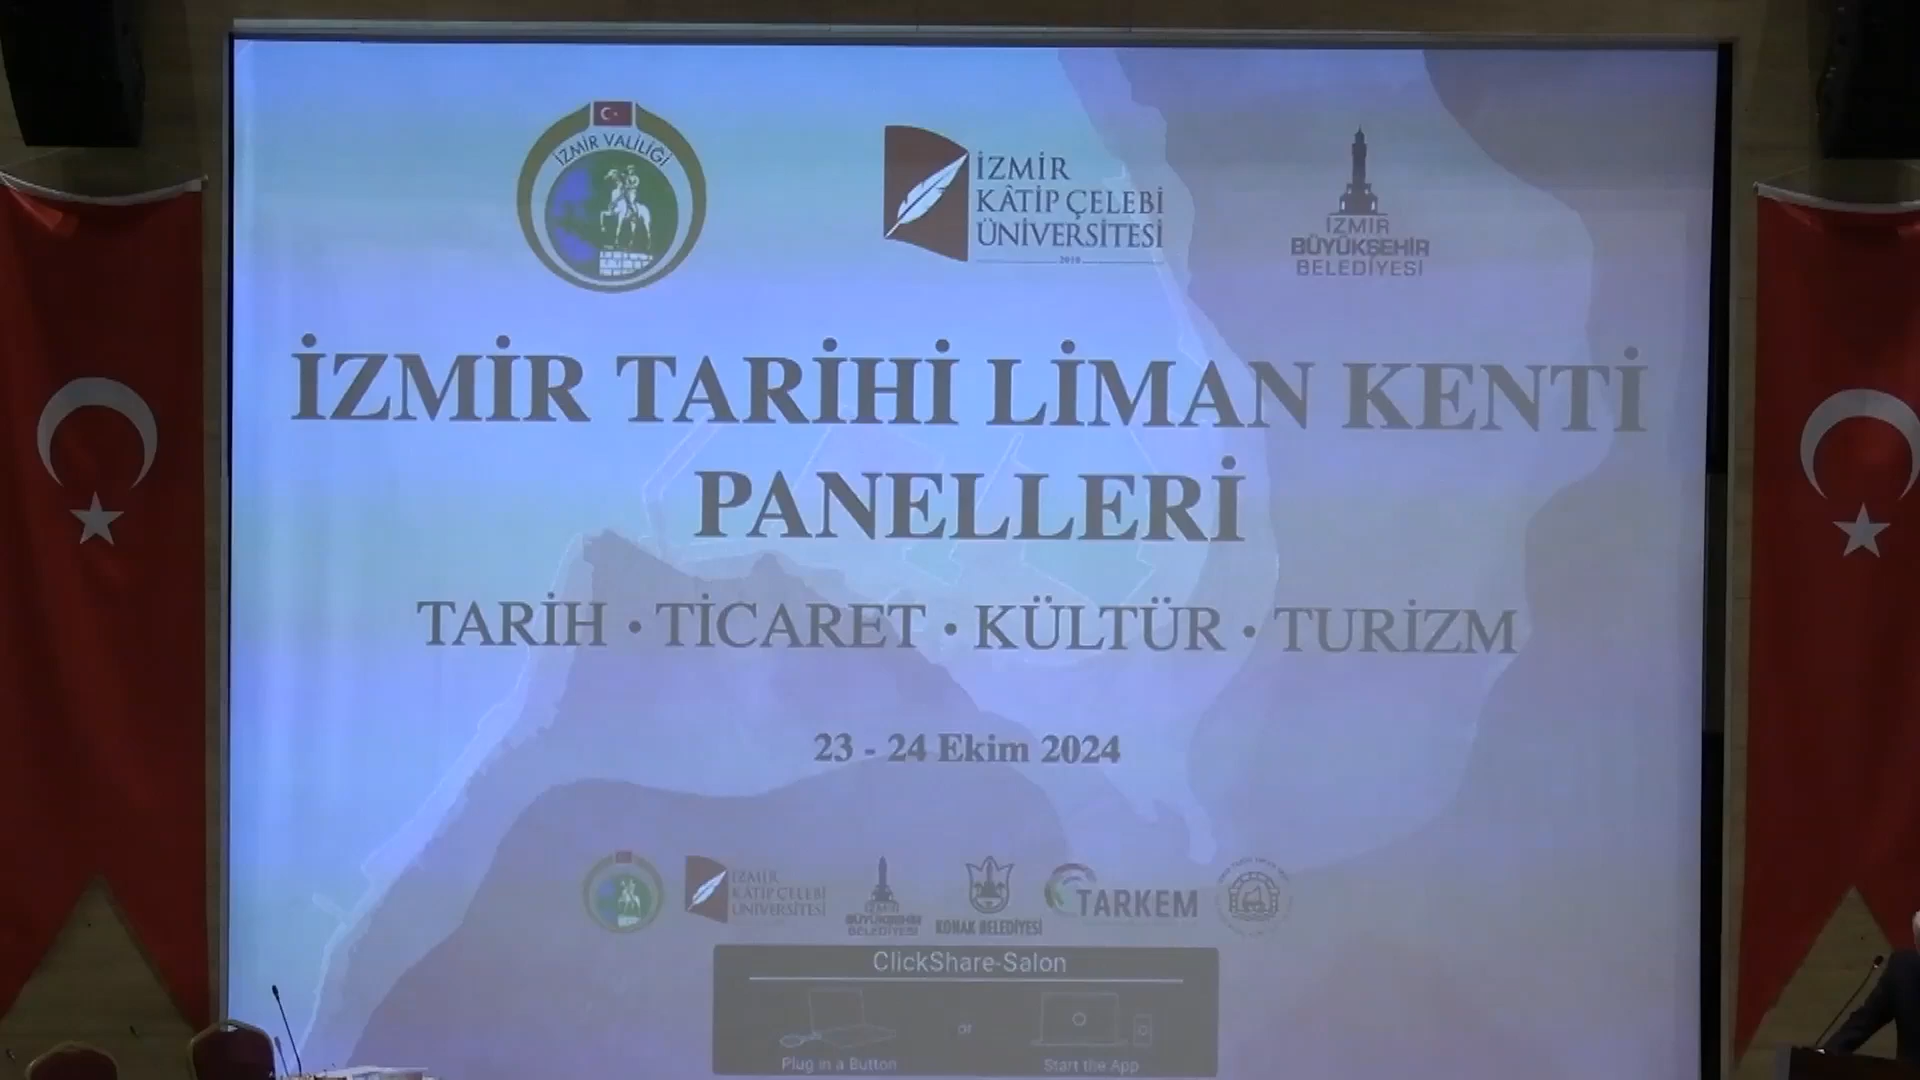 İZMİR VALİLİĞİ
İZMİR
KÂTİP ÇELEBİ
ÜNİVERSİTESİ
2010
İZMİR
BÜYÜKŞEHİR
BELEDİYESİ
İZMİR TARİHİ LİMAN KENTİ
PANELLERİ
TARİH · TİCARET · KÜLTÜR · TURİZM
23 - 24 Ekim 2024
İZMİR
KÂTİP ÇELEBİ
ÜNİVERSİTESİ
İZMİR
BÜYÜKŞEHİR
BELEDİYESİ
KONAK BELEDİYESİ
TARKEM
ClickShare-Salon
Plug in a Button
or
Start the App